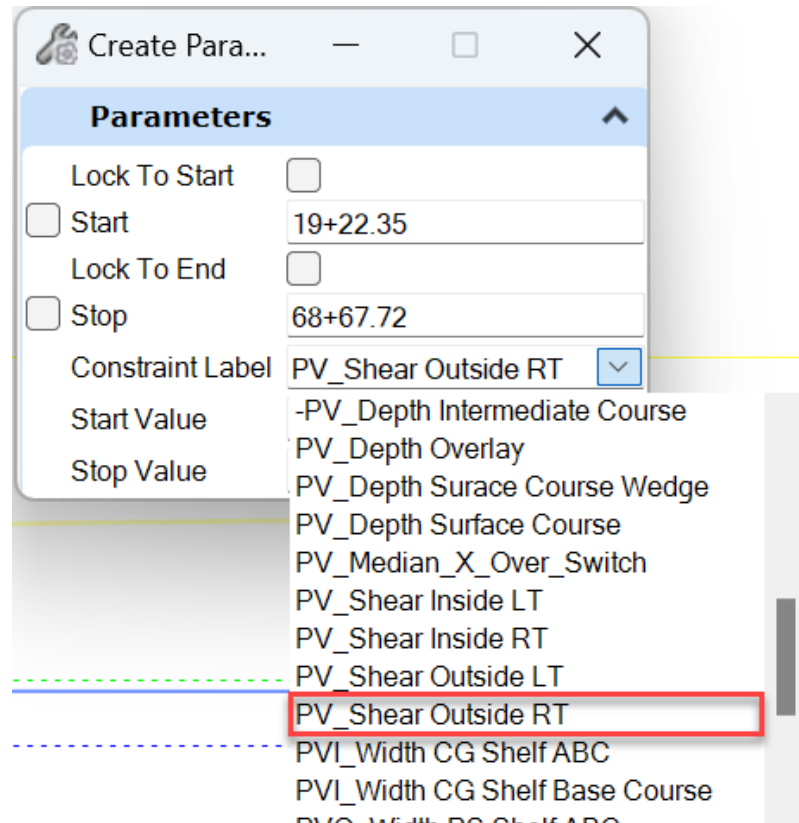 Create Para...
Parameters
Lock To Start
Start 19+22.35
Lock To End
Stop 68+67.72
Constraint Label PV_Shear Outside RT
Start Value
Stop Value
-PV_Depth Intermediate Course
PV_Depth Overlay
PV_Depth Surace Course Wedge
PV_Depth Surface Course
PV_Median_X_Over_Switch
PV_Shear Inside LT
PV_Shear Inside RT
PV_Shear Outside LT
PV_Shear Outside RT
PVI_Width CG Shelf ABC
PVI_Width CG Shelf Base Course